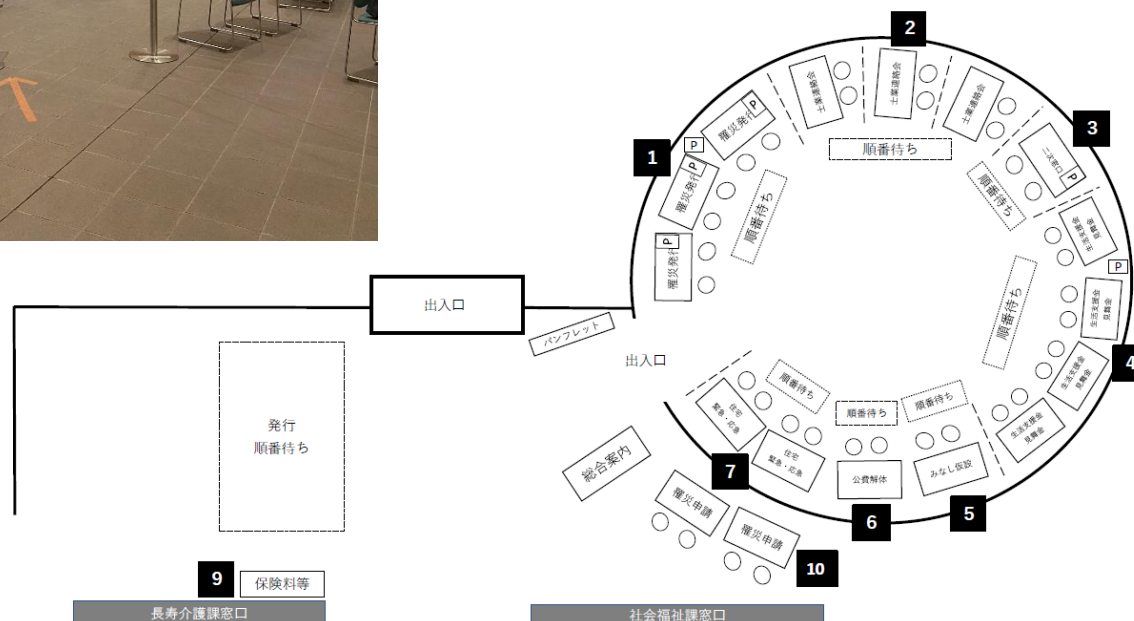 2
士業連絡会
士業連絡会
士業連絡会
順番待ち
1
P
罹災発行
P
罹災発行
P
罹災発行
P
順番待ち
3
二次窓口
P
順番待ち
生活支援金
見舞金
P
生活支援金
見舞金
4
生活支援金
見舞金
生活支援金
見舞金
順番待ち
出入口
パンフレット
出入口
発行
順番待ち
順番待ち
順番待ち
順番待ち
住宅
緊急・応急
住宅
緊急・応急
公費解体
みなし仮設
7
6
5
総合案内
罹災申請
罹災申請
10
9
保険料等
長寿介護課窓口
社会福祉課窓口